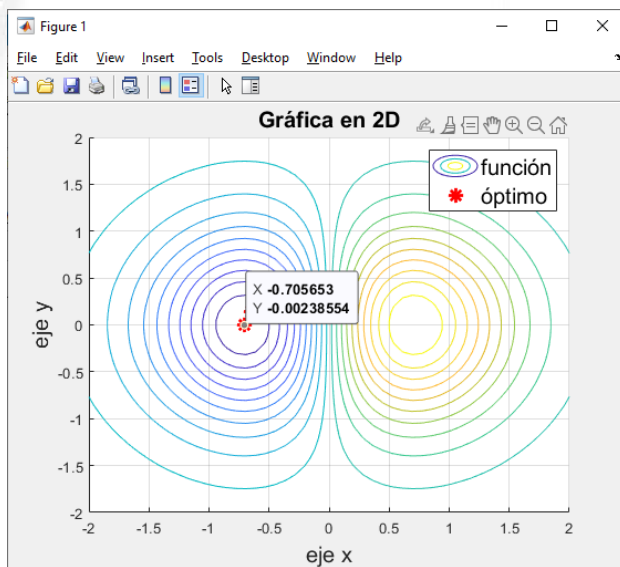 Figure 1
File Edit View Insert Tools Desktop Window Help
Gráfica en 2D
función
óptimo
X -0.705653
Y -0.00238554
eje y
2
1.5
1
0.5
0
-0.5
-1
-1.5
-2
-2 -1.5 -1 -0.5 0 0.5 1 1.5 2
eje x